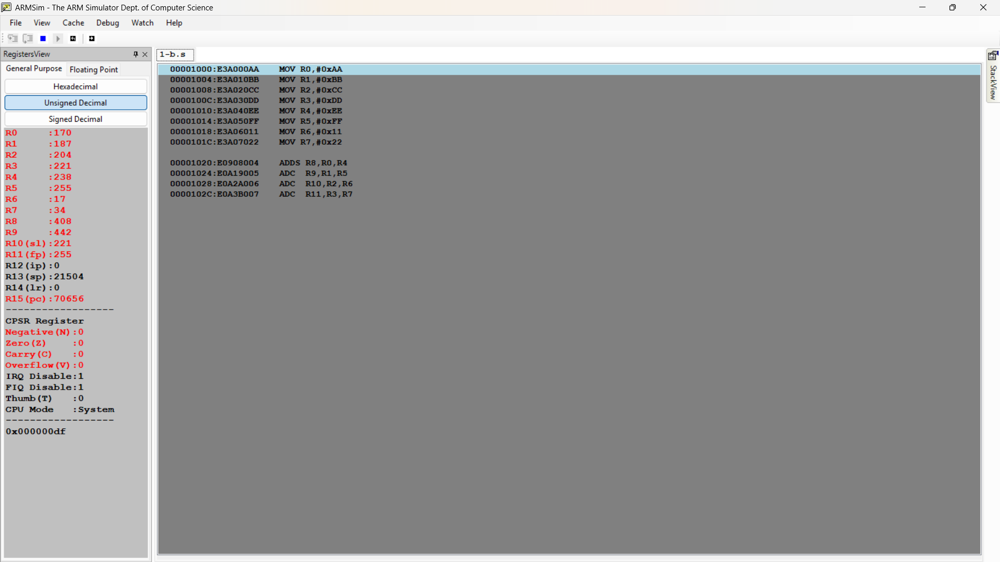 ARMSim - The ARM Simulator Dept. of Computer Science
File View Cache Debug Watch Help
RegistersView
General Purpose Floating Point
Hexadecimal
Unsigned Decimal
Signed Decimal
R0 :170
R1 :187
R2 :204
R3 :221
R4 :238
R5 :255
R6 :17
R7 :34
R8 :408
R9 :442
R10(sl):221
R11(fp):255
R12(ip):0
R13(sp):21504
R14(lr):0
R15(pc):70656
------------------
CPSR Register
Negative(N):0
Zero(Z) :0
Carry(C) :0
Overflow(V):0
IRQ Disable:1
FIQ Disable:1
Thumb(T) :0
CPU Mode :System
------------------
0x000000df
1-b.s
00001000:E3A000AA MOV R0,#0xAA
00001004:E3A010BB MOV R1,#0xBB
00001008:E3A020CC MOV R2,#0xCC
0000100C:E3A030DD MOV R3,#0xDD
00001010:E3A040EE MOV R4,#0xEE
00001014:E3A050FF MOV R5,#0xFF
00001018:E3A06011 MOV R6,#0x11
0000101C:E3A07022 MOV R7,#0x22
00001020:E0908004 ADDS R8,R0,R4
00001024:E0A19005 ADC R9,R1,R5
00001028:E0A2A006 ADC R10,R2,R6
0000102C:E0A3B007 ADC R11,R3,R7
StackView